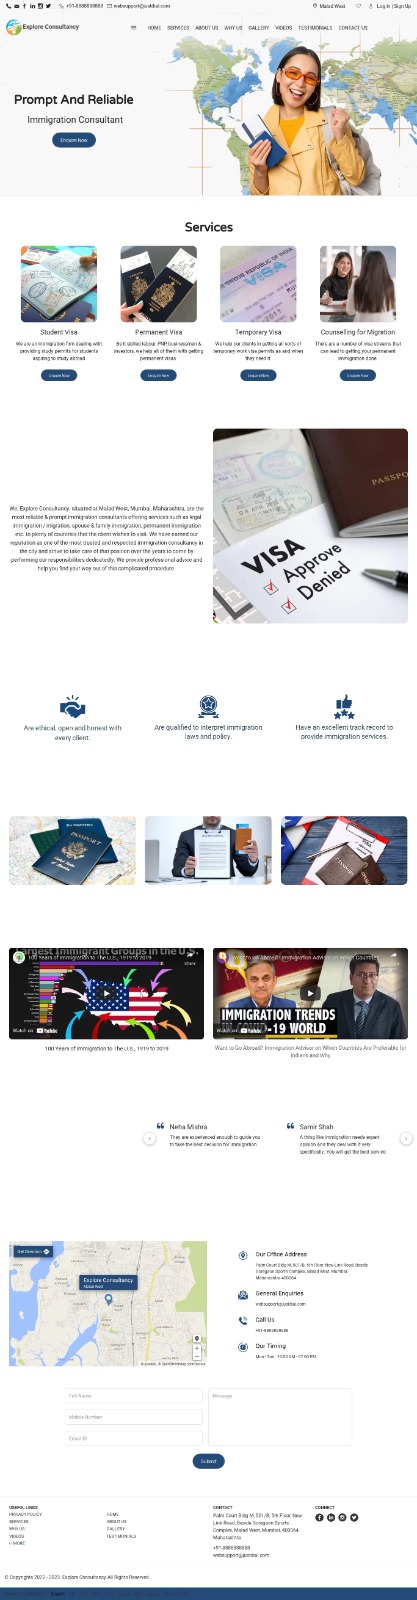 +91-8888888888 websupport@justdial.com Malad West Log In | Sign Up
Explore Consultancy
HOME SERVICES ABOUT US WHY US GALLERY VIDEOS TESTIMONIALS CONTACT US
Prompt And Reliable
Immigration Consultant
Enquire Now
Services
VISA
Student Visa
We are an immigration firm dealing with
providing study permits for students
aspiring to study abroad
Enquire Now
Permanent Visa
Be it skilled labour, PNP, businessmen &
investors, we help all of them with getting
permanent visas.
Enquire Now
Temporary Visa
We help our clients in getting all sorts of
temporary work visa permits as and when
they need it.
Enquire Now
Counselling for Migration
There are a number of visa streams that
can lead to getting your permanent
immigration done
Enquire Now
We, Explore Consultancy, situated at Malad West, Mumbai, Maharashtra, are the
most reliable & prompt immigration consultants offering services such as legal
immigration / migration, spouse & family immigration, permanent immigration
etc. to plenty of countries that the client wishes to visit. We have earned our
reputation as one of the most trusted and respected immigration consultancy in
the city and strive to take care of that position over the years to come by
performing our responsibilities dedicatedly. We provide professional advice and
help you find your way out of this complicated procedure.
PASSPO
VISA
Approve
Denied
Are ethical, open and honest with
every client.
Are qualified to interpret immigration
laws and policy.
Have an excellent track record to
provide immigration services.
PASSPORT
Largest Immigrant Groups in the U.S.
100 Years of Immigration to The U.S., 1919 to 2019
Watch on YouTube
100 Years of Immigration to The U.S., 1919 to 2019
Want to Go Abroad? Immigration Advisor on Which Countries
IMMIGRATION TRENDS
IN COVID-19 WORLD
Watch on YouTube
Want to Go Abroad? Immigration Advisor on Which Countries Are Preferable for
Indians and Why
Neha Mishra
They are experienced enough to guide you
to take the best decision for immigration.
Samir Shah
A thing like immigration needs expert
opinion and they deal with it very
specifically. You will get the best service.
Get Direction
Explore Consultancy
Malad West
Our Office Address
Palm Court Bldg M, 501/B, 5th Floor, New Link Road, Beside
Goregaon Sports Complex, Malad West, Mumbai,
Maharashtra 400064
General Enquiries
websupport@justdial.com
Call Us
+91-8888888888
Our Timing
Mon - Sun : 10:00 AM - 07:00 PM
Full Name
Mobile Number
Email ID
Message
Submit
USEFUL LINKS
PRIVACY POLICY
SERVICES
WHY US
VIDEOS
MORE
HOME
ABOUT US
GALLERY
TESTIMONIALS
CONTACT
Palm Court Bldg M, 501/B, 5th Floor, New
Link Road, Beside Goregaon Sports
Complex, Malad West, Mumbai, 400064,
Maharashtra
+91-8888888888
websupport@justdial.com
CONNECT
© Copyrights 2022 - 2023. Explore Consultancy. All Rights Reserved.